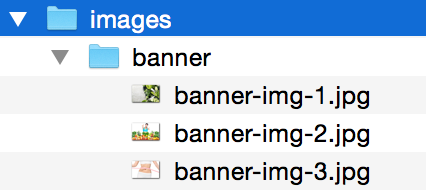 images
banner
banner-img-1.jpg
banner-img-2.jpg
banner-img-3.jpg